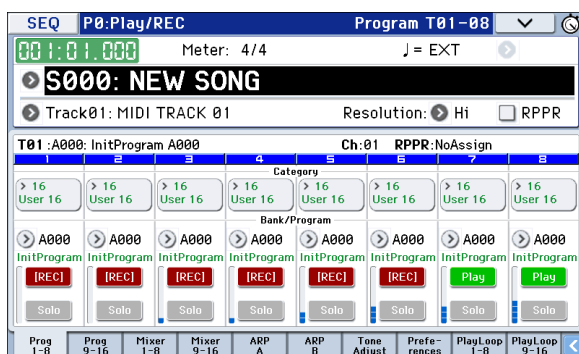 SEQ P0:Play/REC Program T01-08
001:01.000 Meter: 4/4 ♩= EXT
S000: NEW SONG
Track01: MIDI TRACK 01 Resolution: Hi RPPR
T01 :A000: InitProgram A000 Ch:01 RPPR:NoAssign
1 2 3 4 5 6 7 8
Category
> 16 > 16 > 16 > 16 > 16 > 16 > 16 > 16
User 16 User 16 User 16 User 16 User 16 User 16 User 16 User 16
Bank/Program
A000 A000 A000 A000 A000 A000 A000 A000
InitProgram InitProgram InitProgram InitProgram InitProgram InitProgram InitProgram InitProgram
[REC] [REC] [REC] [REC] [REC] [REC] Play Play
Solo Solo Solo Solo Solo Solo Solo Solo
Prog Prog Mixer Mixer ARP ARP Tone Prefe- PlayLoop PlayLoop
1-8 9-16 1-8 9-16 A B Adjust rences 1-8 9-16